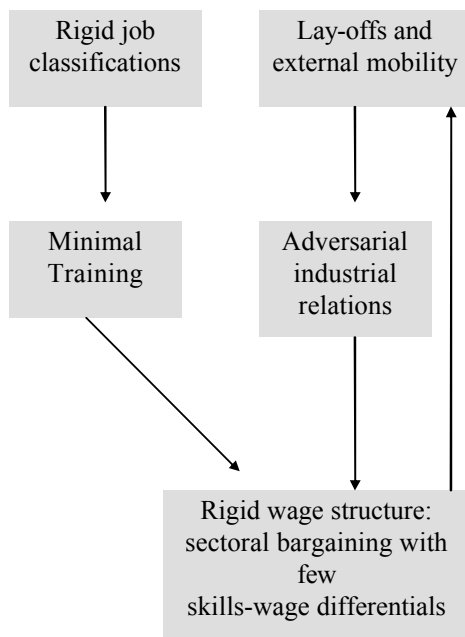 Rigid job
classifications
Lay-offs and
external mobility
Minimal
Training
Adversarial
industrial
relations
Rigid wage structure:
sectoral bargaining with
few
skills-wage differentials